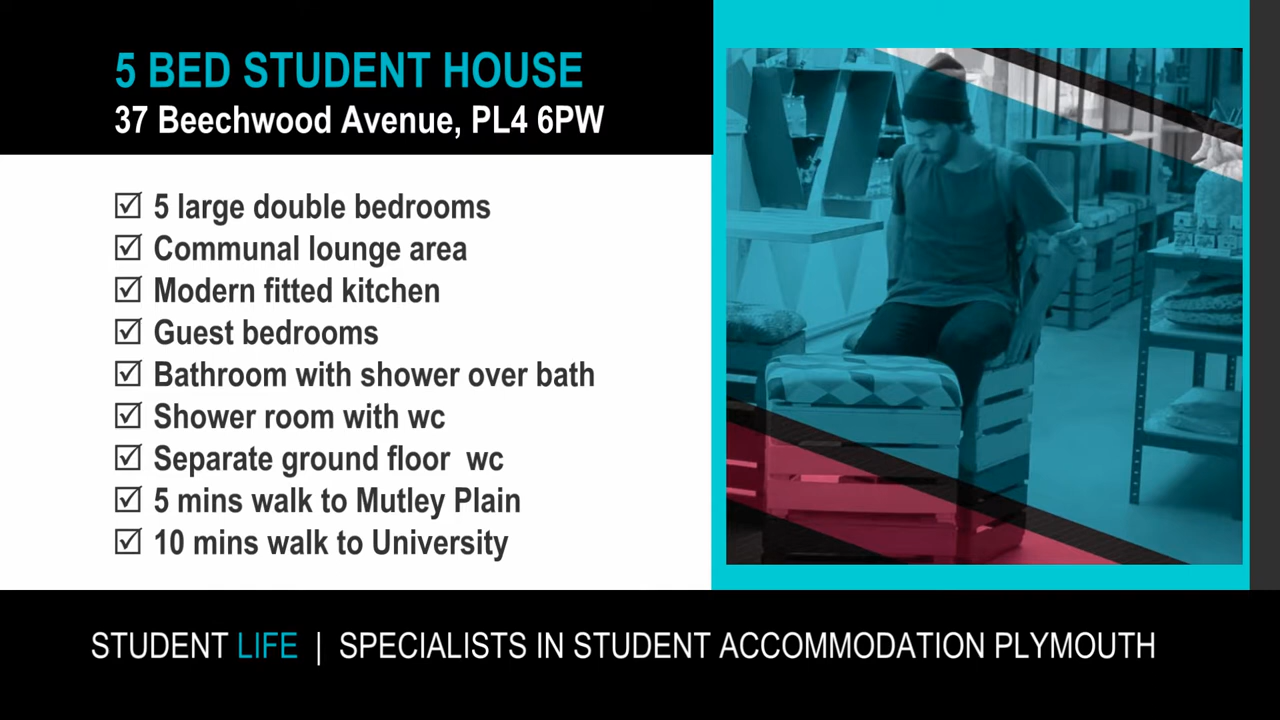 5 BED STUDENT HOUSE
37 Beechwood Avenue, PL4 6PW
☑ 5 large double bedrooms
☑ Communal lounge area
☑ Modern fitted kitchen
☑ Guest bedrooms
☑ Bathroom with shower over bath
☑ Shower room with wc
☑ Separate ground floor  wc
☑ 5 mins walk to Mutley Plain
☑ 10 mins walk to University
STUDENT LIFE | SPECIALISTS IN STUDENT ACCOMMODATION PLYMOUTH